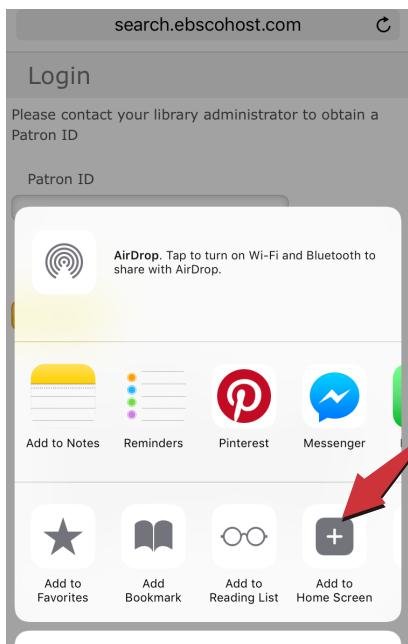 search.ebscohost.com
Login
Please contact your library administrator to obtain a
Patron ID
Patron ID
AirDrop. Tap to turn on Wi-Fi and Bluetooth to
share with AirDrop.
Add to Notes Reminders Pinterest Messenger
Add to Favorites
Add Bookmark
Add to Reading List
Add to Home Screen